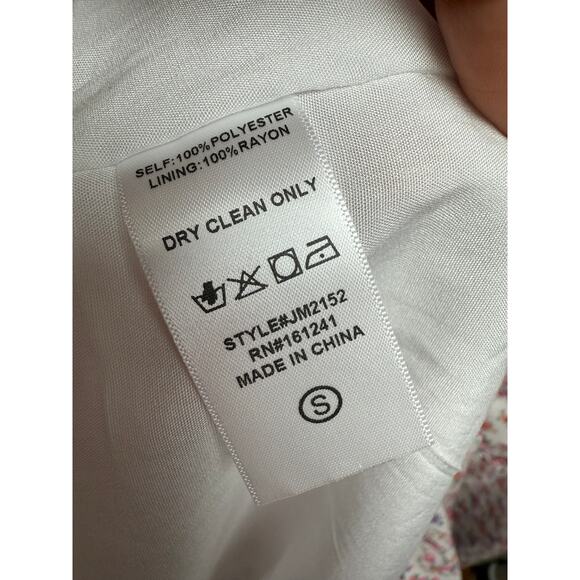 SELF:100%POLYESTER
LINING:100%RAYON
DRY CLEAN ONLY
STYLE#JM2152
RN#161241
MADE IN CHINA
S